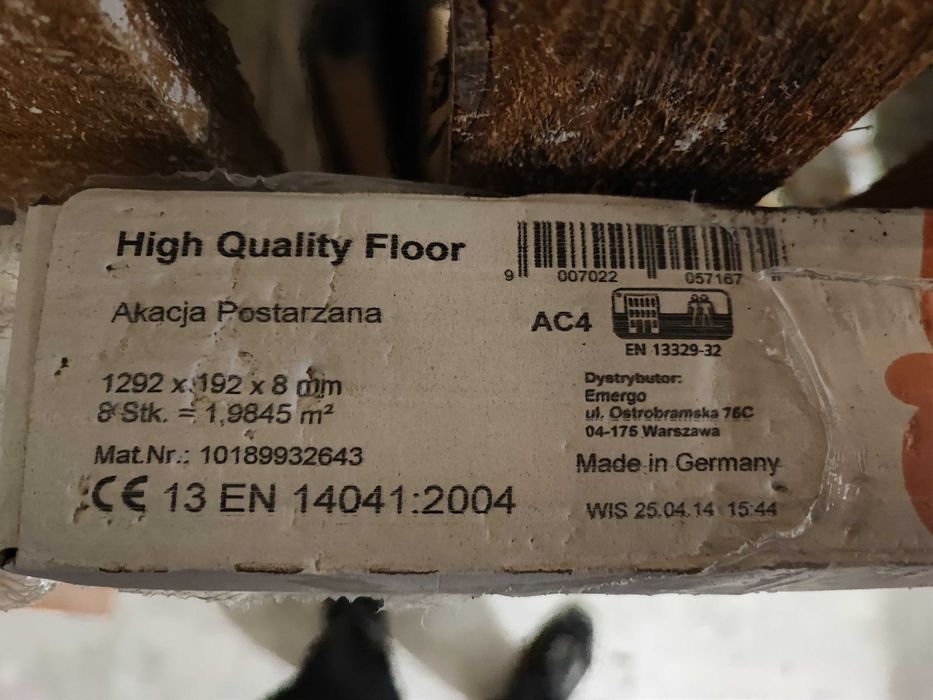 High Quality Floor
9 007022 057167
Akacja Postarzana
AC4
EN 13329-32
1292 x 192 x 8 mm
8 Stk. = 1,9845 m²
Dystrybutor:
Emergo
ul. Ostrobramska 75C
04-175 Warszawa
Mat.Nr.: 10189932643
Made in Germany
CE 13 EN 14041:2004
WIS 25.04.14 15:44